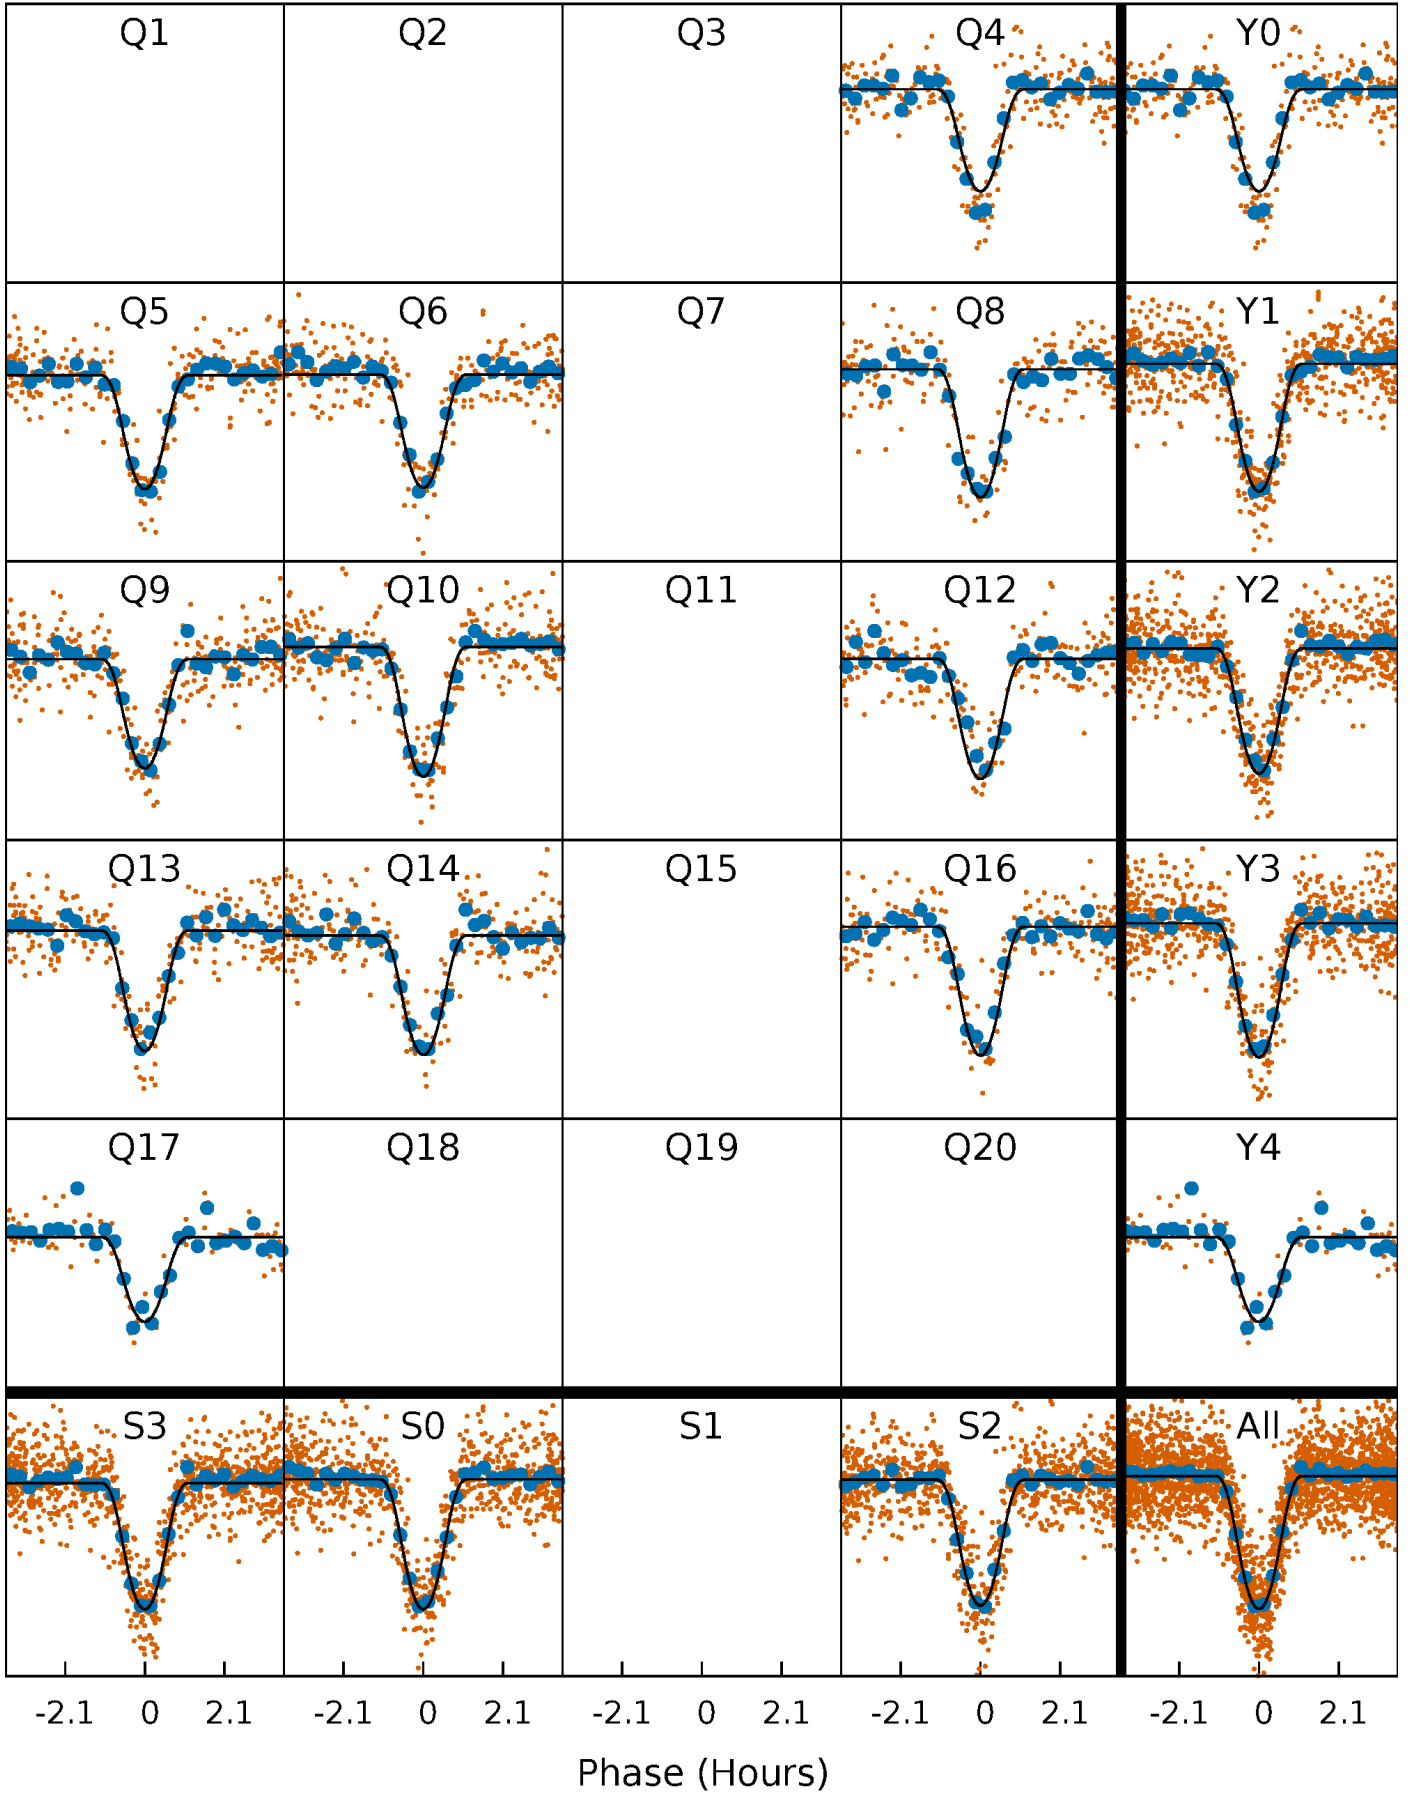 Q1 Q2 Q3 Q4 Y0
Q5 Q6 Q7 Q8 Y1
Q9 Q10 Q11 Q12 Y2
Q13 Q14 Q15 Q16 Y3
Q17 Q18 Q19 Q20 Y4
S3 S0 S1 S2 All
-2.1 0 2.1 -2.1 0 2.1 -2.1 0 2.1 -2.1 0 2.1 -2.1 0 2.1
Phase (Hours)